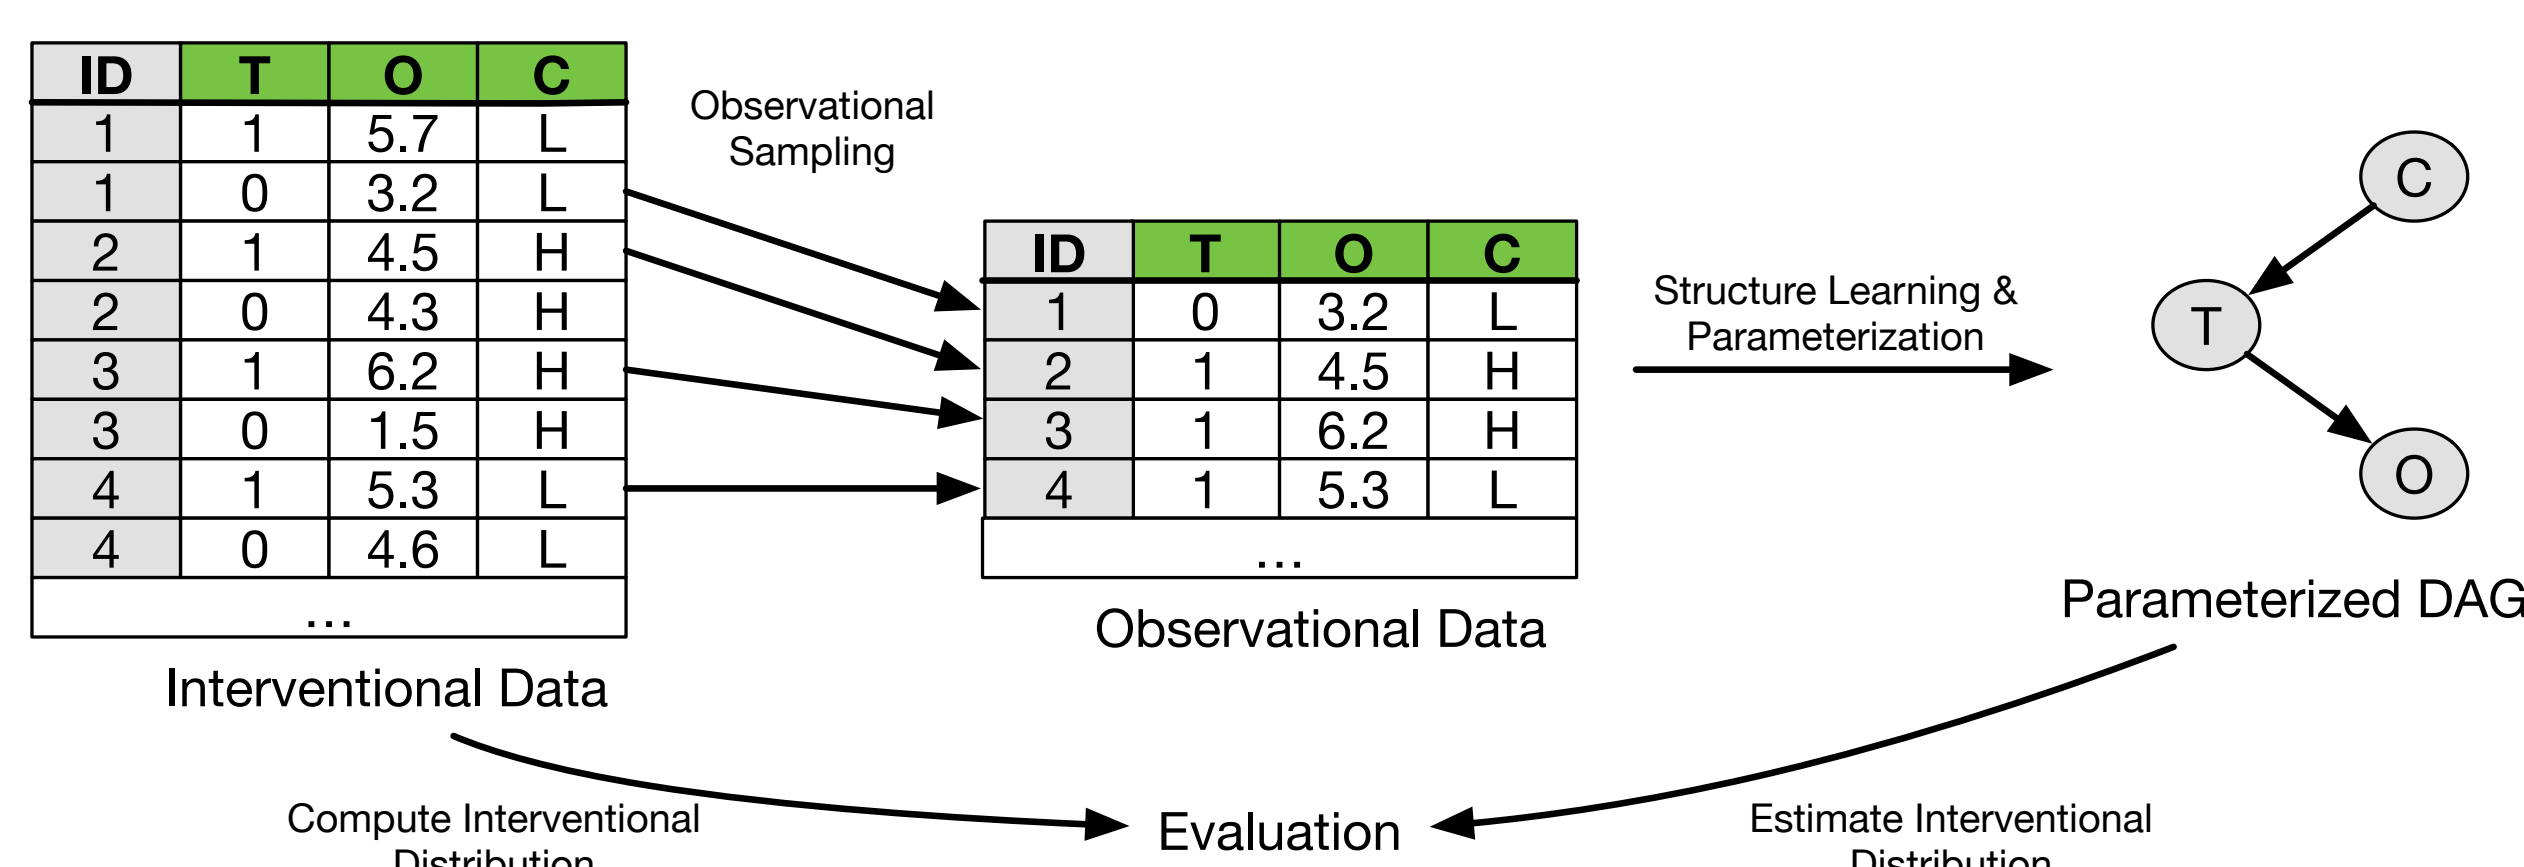 ID T O C
1 1 5.7 L
1 0 3.2 L
2 1 4.5 H
2 0 4.3 H
3 1 6.2 H
3 0 1.5 H
4 1 5.3 L
4 0 4.6 L
...
Interventional Data
Observational
Sampling
ID T O C
1 0 3.2 L
2 1 4.5 H
3 1 6.2 H
4 1 5.3 L
...
Observational Data
Structure Learning &
Parameterization
C
T
O
Parameterized DAG
Compute Interventional
Distribution
Evaluation
Estimate Interventional
Distribution